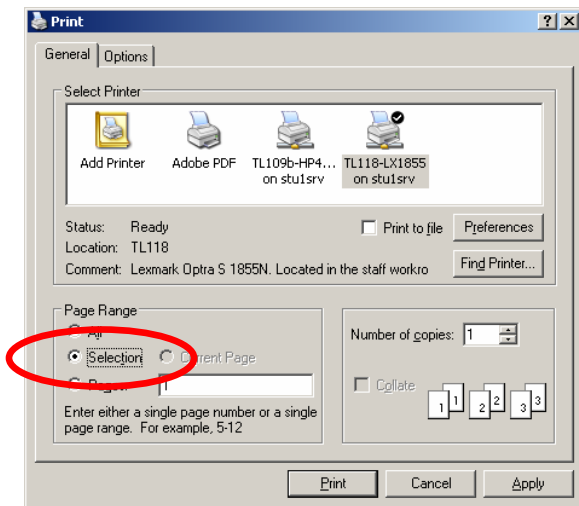 Print
General Options
Select Printer
Add Printer Adobe PDF TL109b-HP4... on stu1srv TL118-LX1855 on stu1srv
Status: Ready
Print to file Preferences
Location: TL118
Comment: Lexmark Optra S 1855N. Located in the staff workro
Find Printer...
Page Range
All
Selection Current Page
Pages: 1
Enter either a single page number or a single
page range. For example, 5-12
Number of copies: 1
Collate
1 1 2 2 3 3
Print Cancel Apply